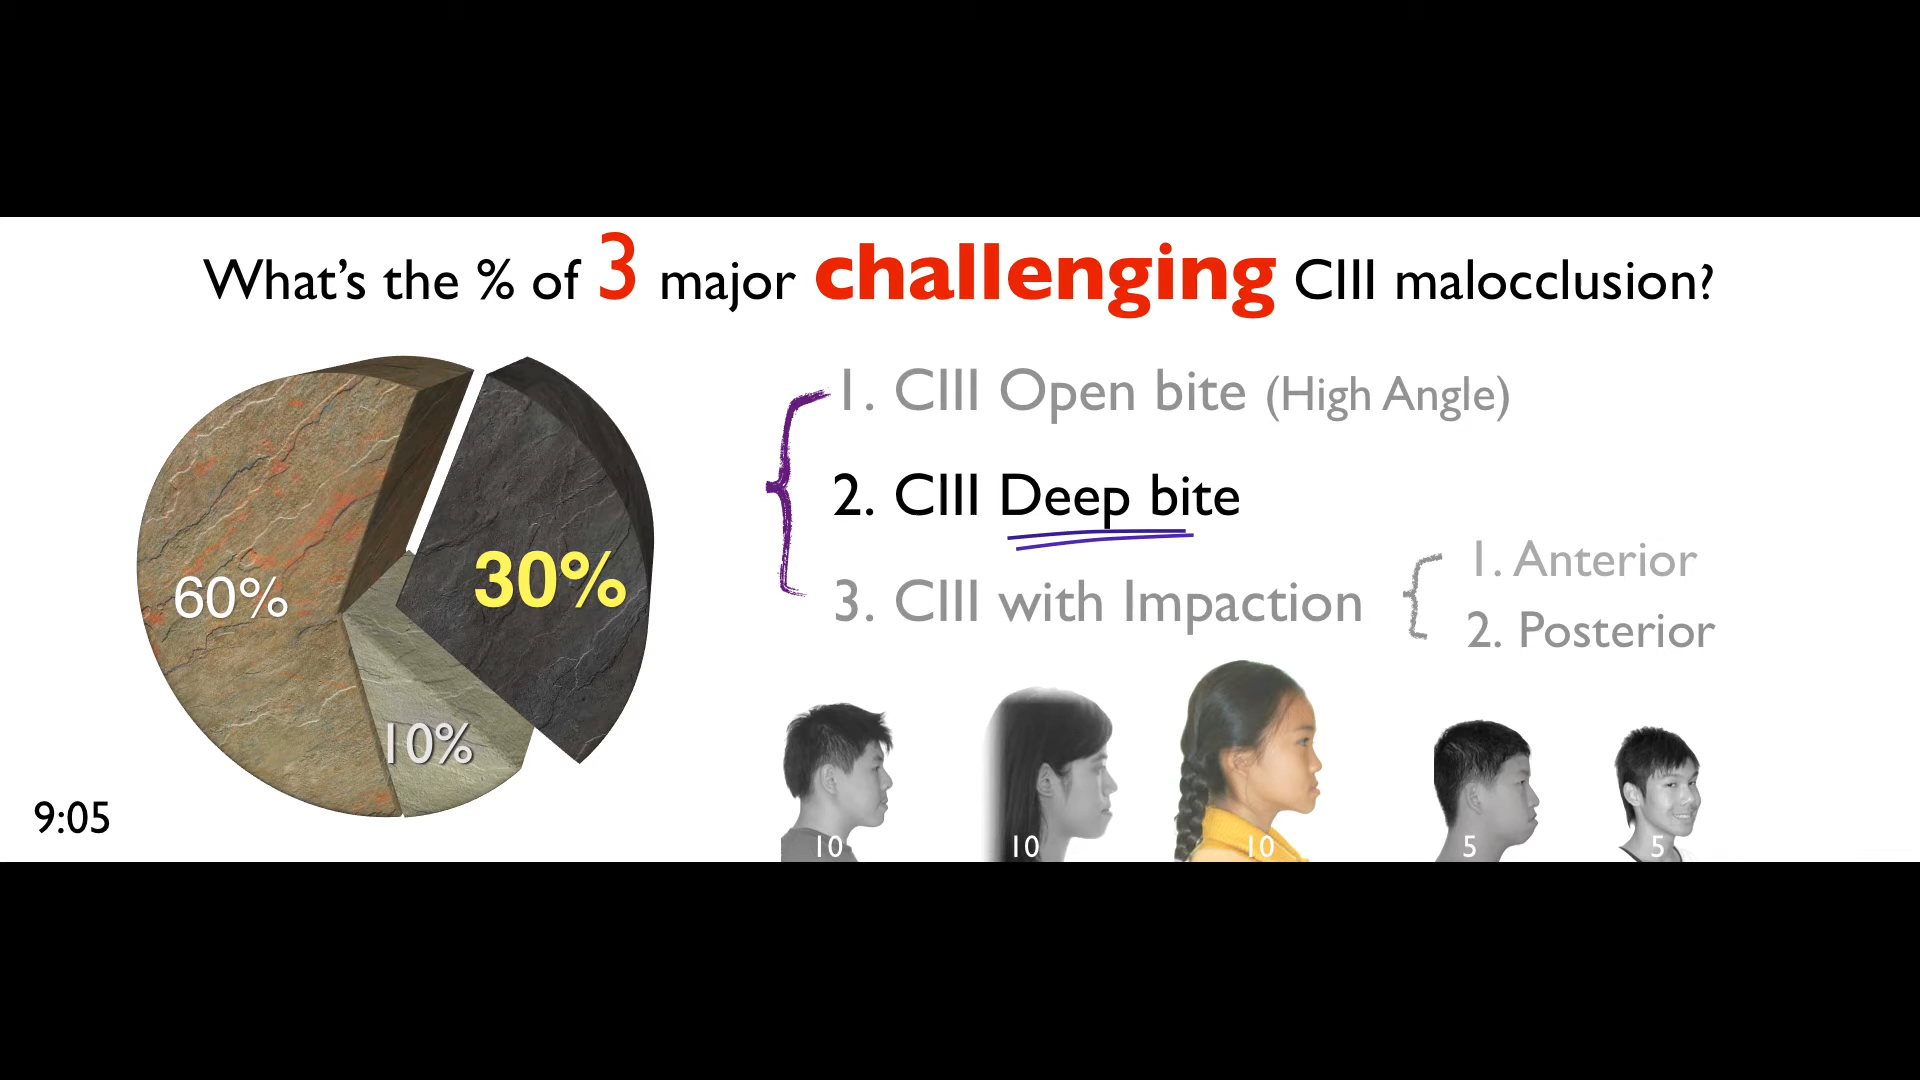 What's the % of 3 major challenging CIII malocclusion?
1. CIII Open bite (High Angle)
2. CIII Deep bite
3. CIII with Impaction
1. Anterior
2. Posterior
60%
30%
10%
9:05
10
10
10
5
5